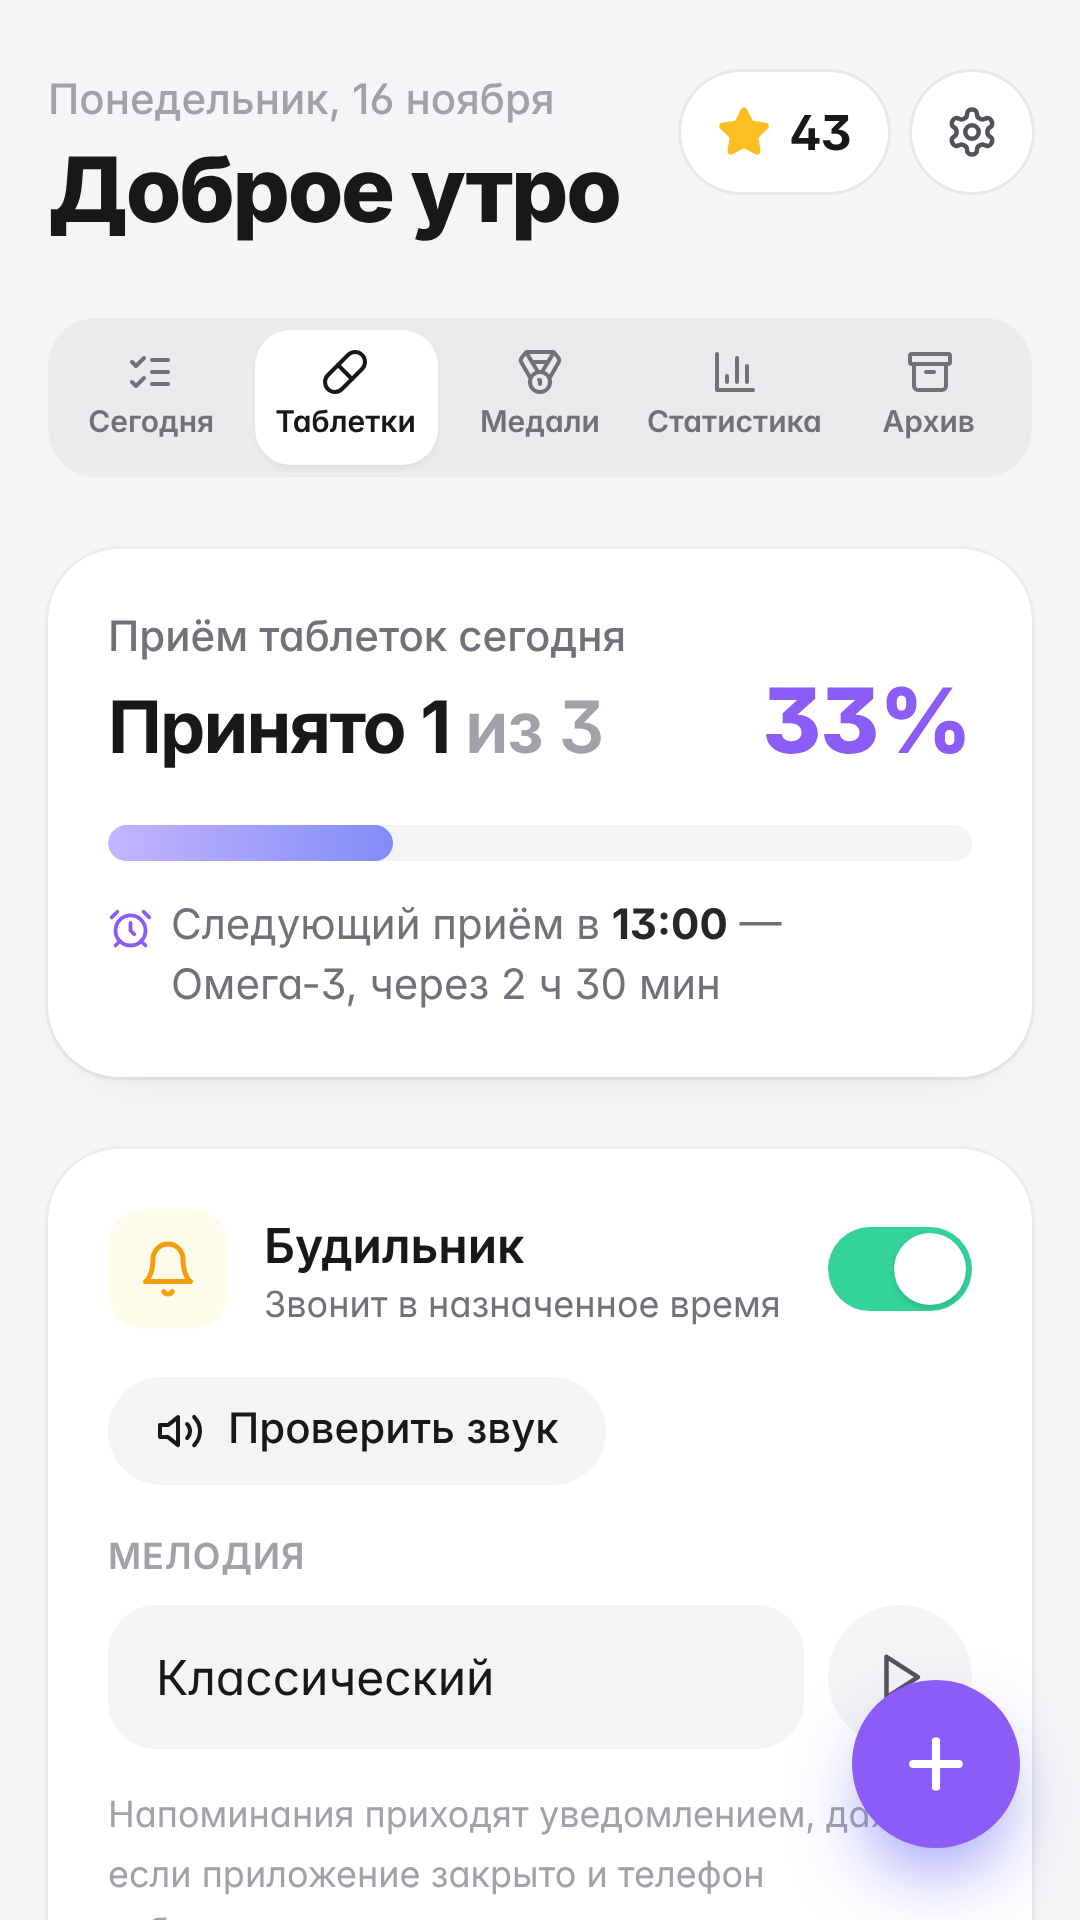 Понедельник, 16 ноября
43
Доброе утро
Сегодня
Таблетки
Медали
Статистика
Архив
Приём таблеток сегодня
Принято 1 из 3
33%
Следующий приём в 13:00 —
Омега-3, через 2 ч 30 мин
Будильник
Звонит в назначенное время
Проверить звук
МЕЛОДИЯ
Классический
Напоминания приходят уведомлением,
если приложение закрыто и телефон